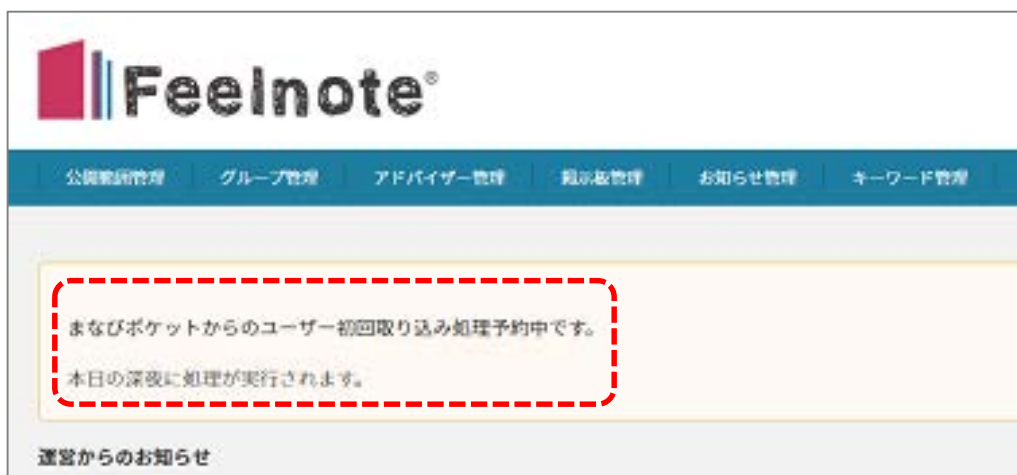 Feelnote®
公開範囲管理 グループ管理 アドバイザー管理 掲示板管理 お知らせ管理 キーワード管理
まなびポケットからのユーザー初回取り込み処理予約中です。
本日の深夜に処理が実行されます。
運営からのお知らせ